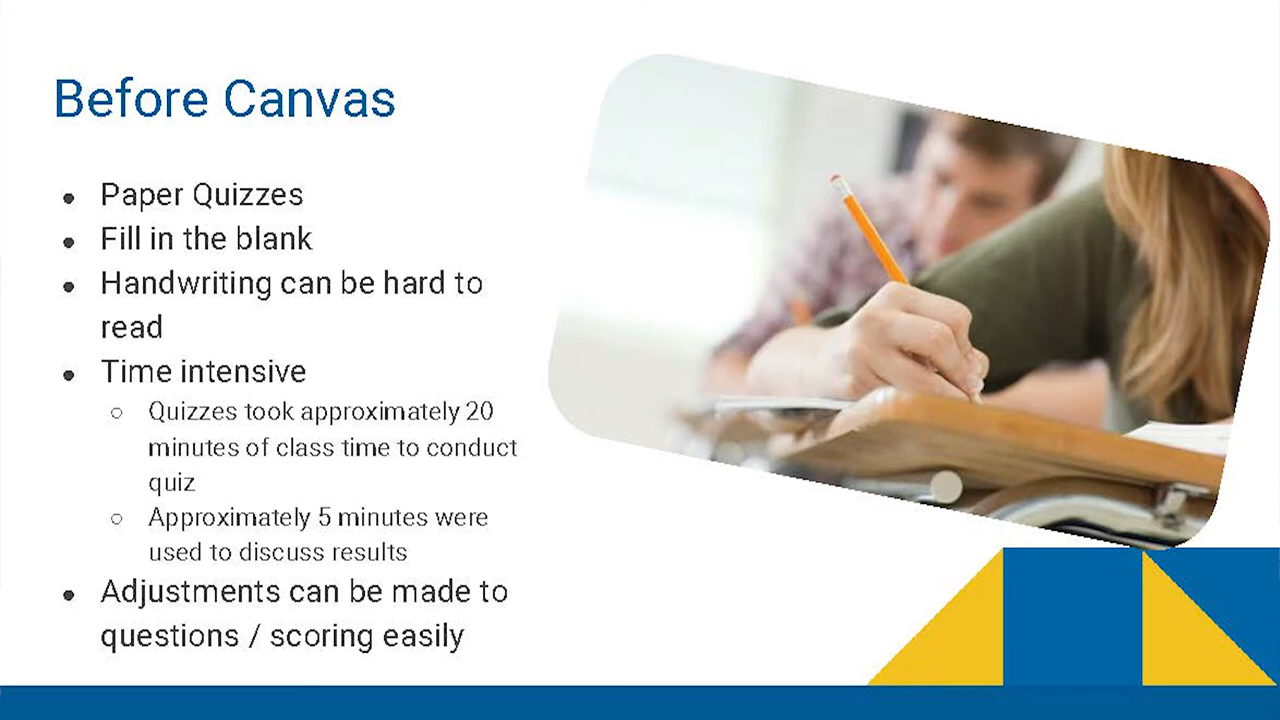 Before Canvas
● Paper Quizzes
● Fill in the blank
● Handwriting can be hard to
read
● Time intensive
○ Quizzes took approximately 20
minutes of class time to conduct
quiz
○ Approximately 5 minutes were
used to discuss results
● Adjustments can be made to
questions / scoring easily